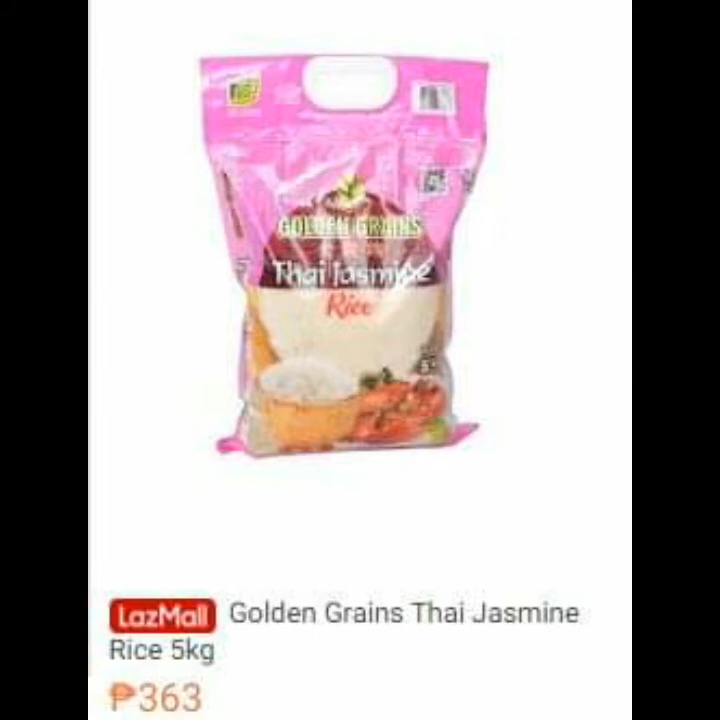 GOLDEN GRAINS
Thai Jasmine
Rice
LazMall Golden Grains Thai Jasmine
Rice 5kg
₱363